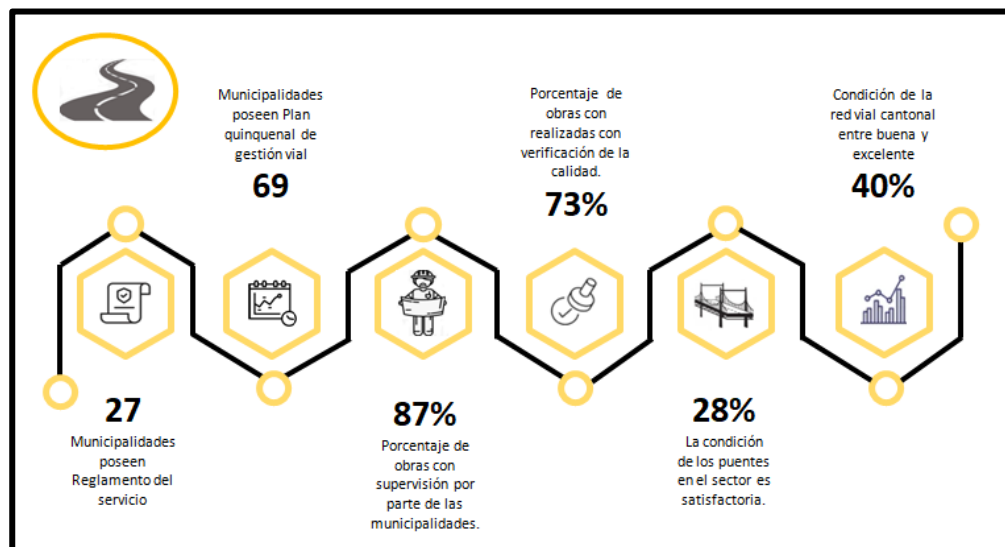 Municipalidades
poseen Plan
quinquenal de
gestión vial
69
Porcentaje de
obras con
realizadas con
verificación de la
calidad.
73%
Condición de la
red vial cantonal
entre buena y
excelente
40%
27
Municipalidades
poseen
Reglamento del
servicio
87%
Porcentaje de
obras con
supervisión por
parte de las
municipalidades.
28%
La condición
de los puentes
en el sector es
satisfactoria.